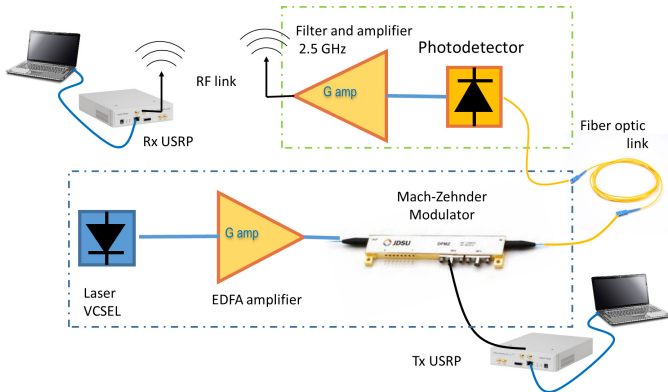 Filter and amplifier
2.5 GHz
Photodetector
RF link
G amp
Rx USRP
Fiber optic
link
Mach-Zehnder
Modulator
G amp
JDSU
DPMZ
Laser
VCSEL
EDFA amplifier
Tx USRP